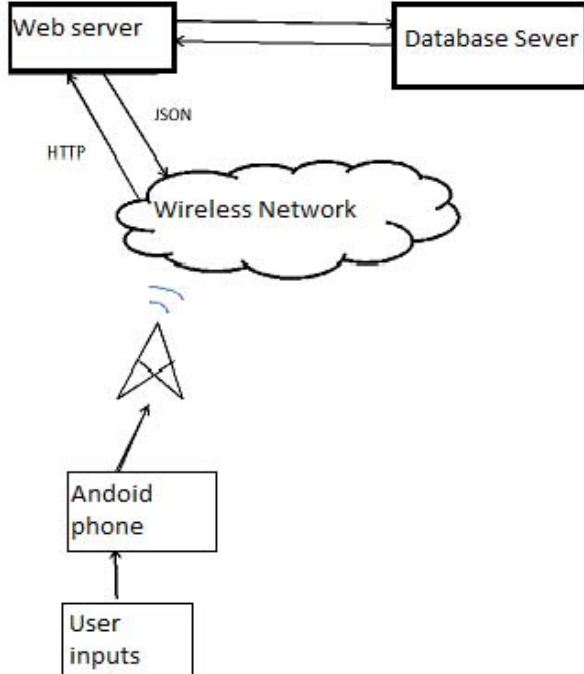 Web server
Database Sever
JSON
HTTP
Wireless Network
Andoid
phone
User
inputs